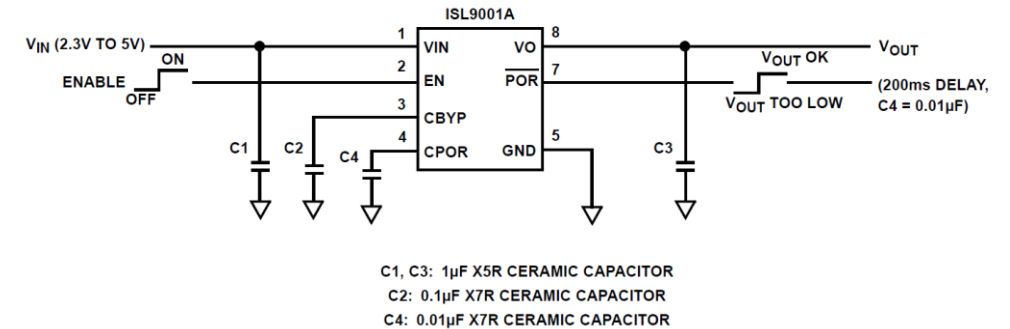 ISL9001A
VIN (2.3V TO 5V)
ON
ENABLE
OFF
1
2
3
4
VIN
EN
CBYP
CPOR
VO
POR
GND
8
7
5
VOUT
VOUT OK
VOUT TOO LOW
(200ms DELAY,
C4 = 0.01µF)
C1
C2
C4
C3
C1, C3: 1µF X5R CERAMIC CAPACITOR
C2: 0.1µF X7R CERAMIC CAPACITOR
C4: 0.01µF X7R CERAMIC CAPACITOR